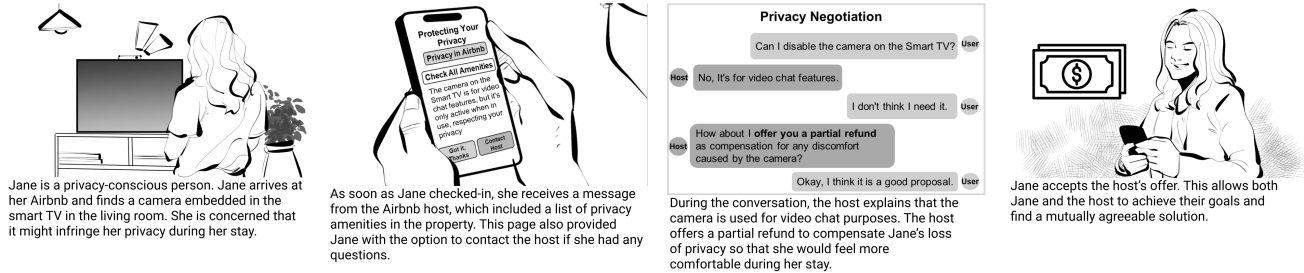 Jane is a privacy-conscious person. Jane arrives at
her Airbnb and finds a camera embedded in the
smart TV in the living room. She is concerned that
it might infringe her privacy during her stay.
Protecting Your
Privacy
Privacy in Airbnb
Check All Amenities
The camera on the
Smart TV is for video
chat features, but it's
only active when in
use, respecting your
privacy
Got it,
Thanks
Contact
Host
As soon as Jane checked-in, she receives a message
from the Airbnb host, which included a list of privacy
amenities in the property. This page also provided
Jane with the option to contact the host if she had any
questions.
Privacy Negotiation
Can I disable the camera on the Smart TV? User
Host No, It's for video chat features.
I don't think I need it. User
How about I offer you a partial refund
Host as compensation for any discomfort
caused by the camera?
Okay, I think it is a good proposal. User
During the conversation, the host explains that the
camera is used for video chat purposes. The host
offers a partial refund to compensate Jane's loss
of privacy so that she would feel more
comfortable during her stay.
$
Jane accepts the host's offer. This allows both
Jane and the host to achieve their goals and
find a mutually agreeable solution.